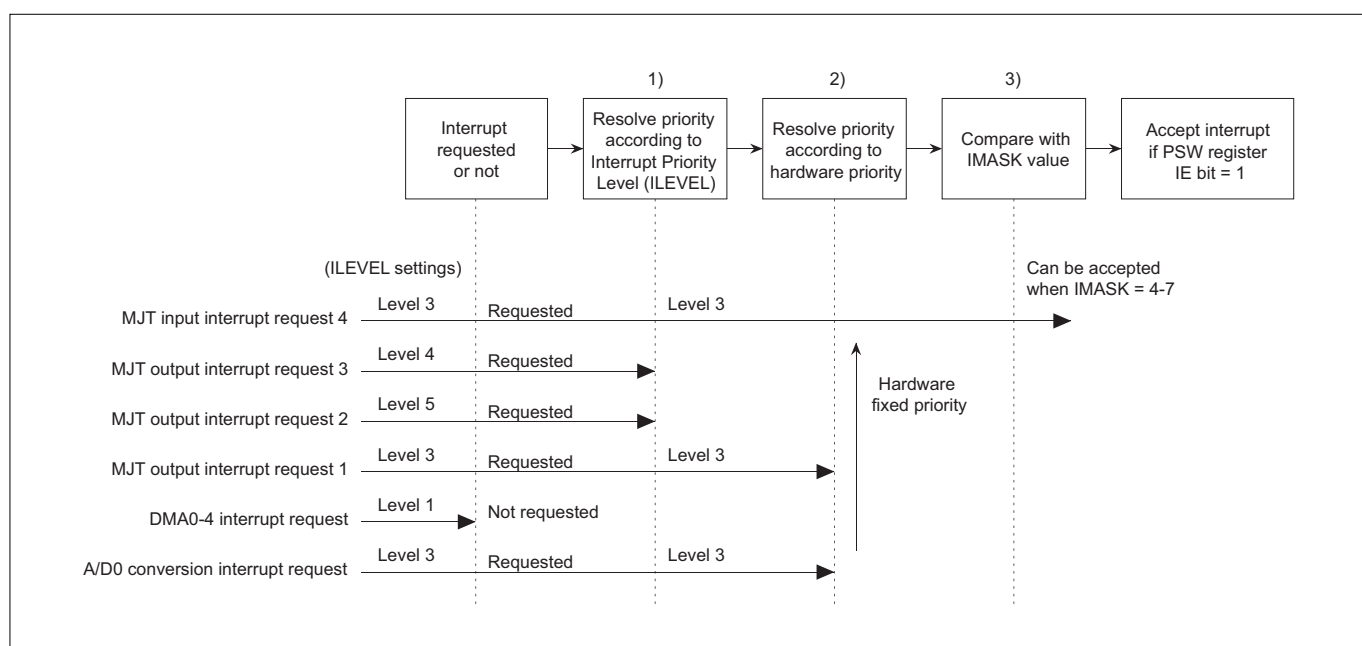 1)
2)
3)
Interrupt
requested
or not
Resolve priority
according to
Interrupt Priority
Level (ILEVEL)
Resolve priority
according to
hardware priority
Compare with
IMASK value
Accept interrupt
if PSW register
IE bit = 1
(ILEVEL settings)
Can be accepted
when IMASK = 4-7
MJT input interrupt request 4 Level 3 Requested Level 3
MJT output interrupt request 3 Level 4 Requested
Hardware
fixed priority
MJT output interrupt request 2 Level 5 Requested
MJT output interrupt request 1 Level 3 Requested Level 3
DMA0-4 interrupt request Level 1 Not requested
A/D0 conversion interrupt request Level 3 Requested Level 3